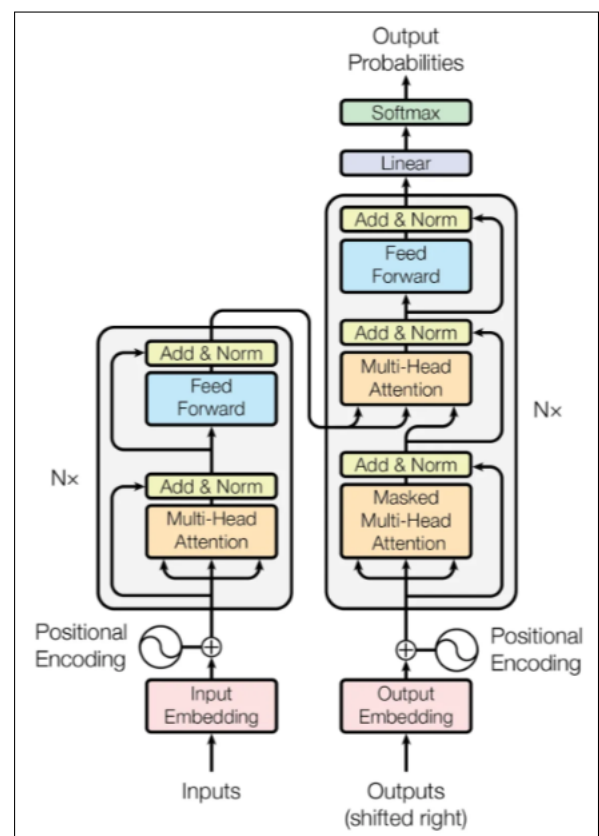 Output
Probabilities
Softmax
Linear
Add & Norm
Feed
Forward
Add & Norm
Multi-Head
Attention
Add & Norm
Masked
Multi-Head
Attention
Nx
Add & Norm
Feed
Forward
Add & Norm
Multi-Head
Attention
Nx
Positional
Encoding
Positional
Encoding
Input
Embedding
Output
Embedding
Inputs
Outputs
(shifted right)